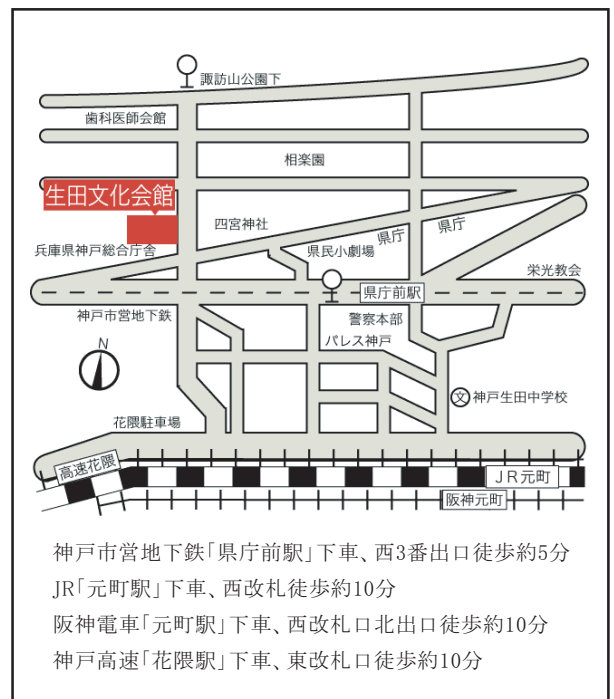 諏訪山公園下
歯科医師会館
相楽園
生田文化会館
四宮神社
県庁
県庁
兵庫県神戸総合庁舎
県民小劇場
栄光教会
県庁前駅
神戸市営地下鉄
警察本部
パレス神戸
N
文
神戸生田中学校
花隈駐車場
高速花隈
JR元町
阪神元町
神戸市営地下鉄「県庁前駅」下車、西3番出口徒歩約5分
JR「元町駅」下車、西改札徒歩約10分
阪神電車「元町駅」下車、西改札口北出口徒歩約10分
神戸高速「花隈駅」下車、東改札口徒歩約10分